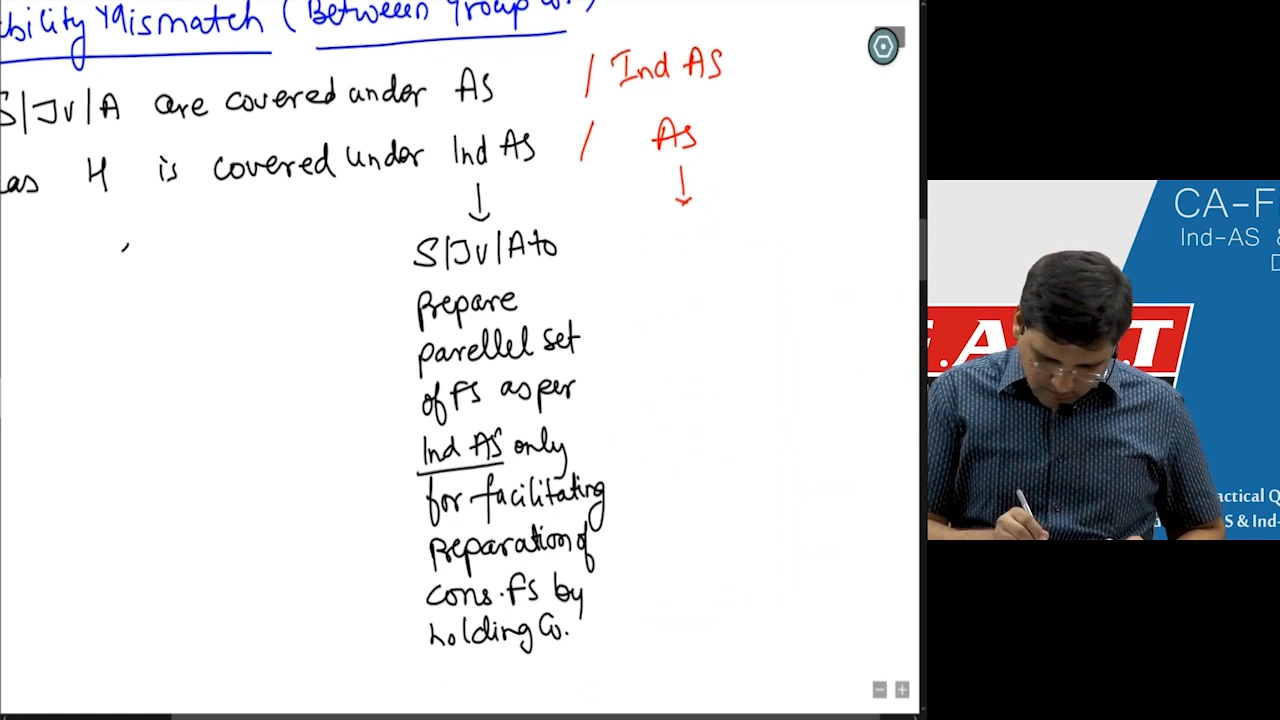 bility Mismatch (Between Group Co.)
S/JV/A are covered under AS / Ind AS
as H is covered under Ind AS / AS
S/JV/A to
prepare
parellel set
of FS as per
Ind AS only
for facilitating
preparation of
cons. FS by
holding Co.
CA-F
Ind-AS &
D
.A. T
actical Q
S & Ind-